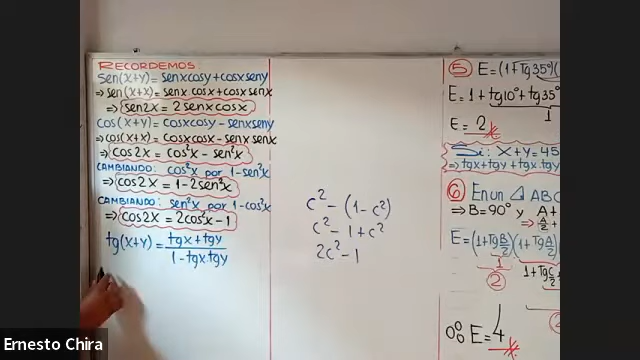 RECORDEMOS:
sen(x+y) = senxcosy + cosxseny
⇒ sen(x+x) = senx cosx + cosx senx
⇒ sen2x = 2senxcosx
cos(x+y) = cosxcosy - senxseny
⇒ cos(x+x) = cosxcosx - senx senx
⇒ cos2x = cos²x - sen²x
CAMBIANDO: cos²x por 1-sen²x
⇒ cos2x = 1-2sen²x
CAMBIANDO: sen²x por 1-cos²x
⇒ cos2x = 2cos²x - 1
tg(x+y) = tgx + tgy / 1 - tgx.tgy
c² - (1-c²)
c² - 1 + c²
2c² - 1
5 E = (1+Tg35°)(
E = 1 + tg10° + tg35°
1
E = 2
Si: x+y = 45
⇒ tgx + tgy + tgx.tgy
6 En un ABC
⇒ B = 90° y A +
⇒ A/2 +
E = (1+Tg B/2)(1+Tg A/2)
1
1+Tg C/2
2
2
E = 4
Ernesto Chira